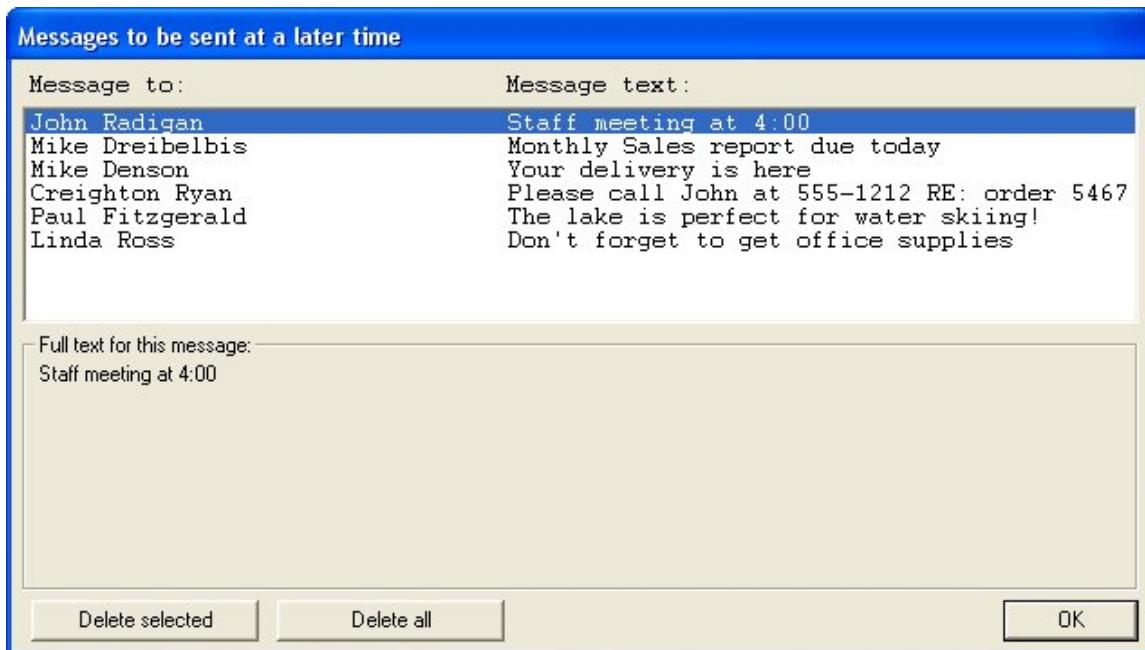 Messages to be sent at a later time
Message to: Message text:
John Radigan Staff meeting at 4:00
Mike Dreibelbis Monthly Sales report due today
Mike Denson Your delivery is here
Creighton Ryan Please call John at 555-1212 RE: order 5467
Paul Fitzgerald The lake is perfect for water skiing!
Linda Ross Don't forget to get office supplies
Full text for this message:
Staff meeting at 4:00
Delete selected Delete all OK